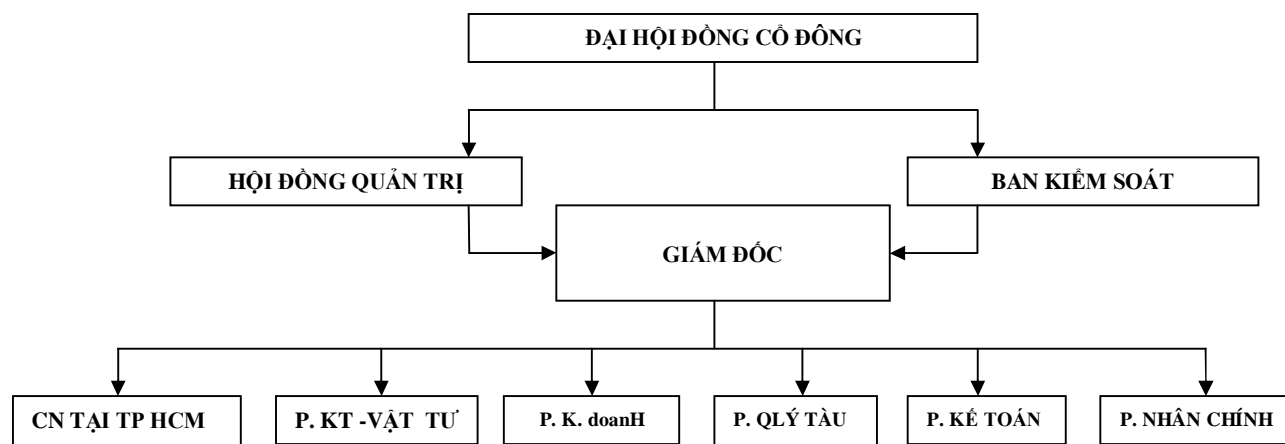 ĐẠI HỘI ĐỒNG CỔ ĐÔNG
HỘI ĐỒNG QUẢN TRỊ
BAN KIỂM SOÁT
GIÁM ĐỐC
CN TẠI TP HCM
P. KT -VẬT TƯ
P. K. doanH
P. QLÝ TÀU
P. KẾ TOÁN
P. NHÂN CHÍNH